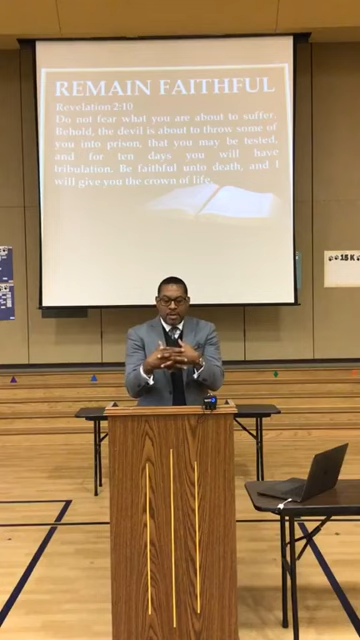 REMAIN FAITHFUL
Revelation 2:10
Do not fear what you are about to suffer.
Behold, the devil is about to throw some of
you into prison, that you may be tested,
and for ten days you will have
tribulation. Be faithful unto death, and I
will give you the crown of life.
15 K